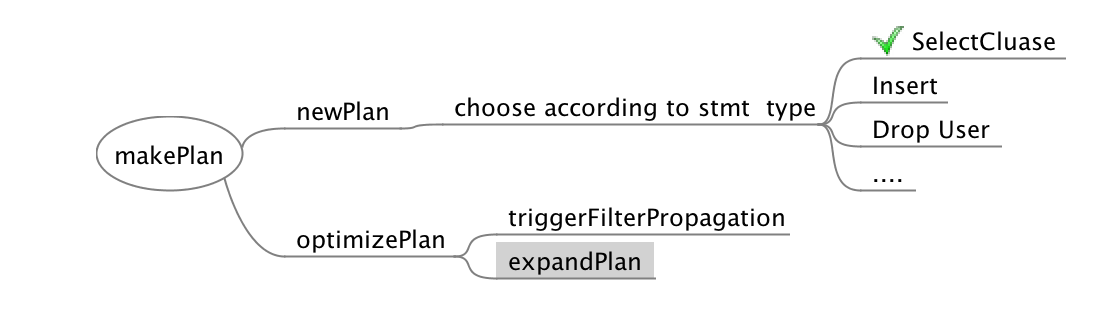 SelectCluase
Insert
newPlan
choose according to stmt type
Drop User
makePlan
....
triggerFilterPropagation
optimizePlan
expandPlan